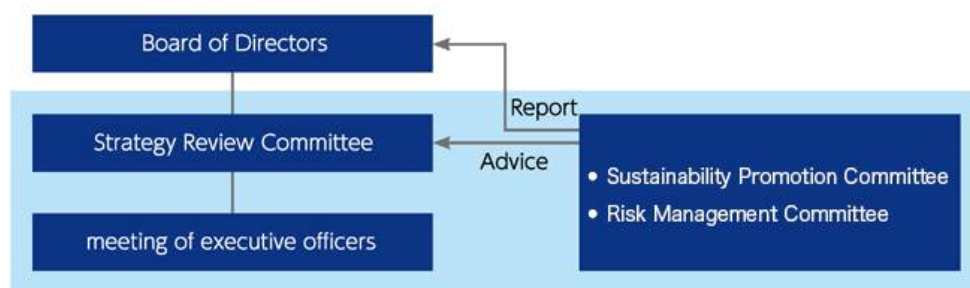 Board of Directors
Report
Strategy Review Committee
Advice
• Sustainability Promotion Committee
• Risk Management Committee
meeting of executive officers